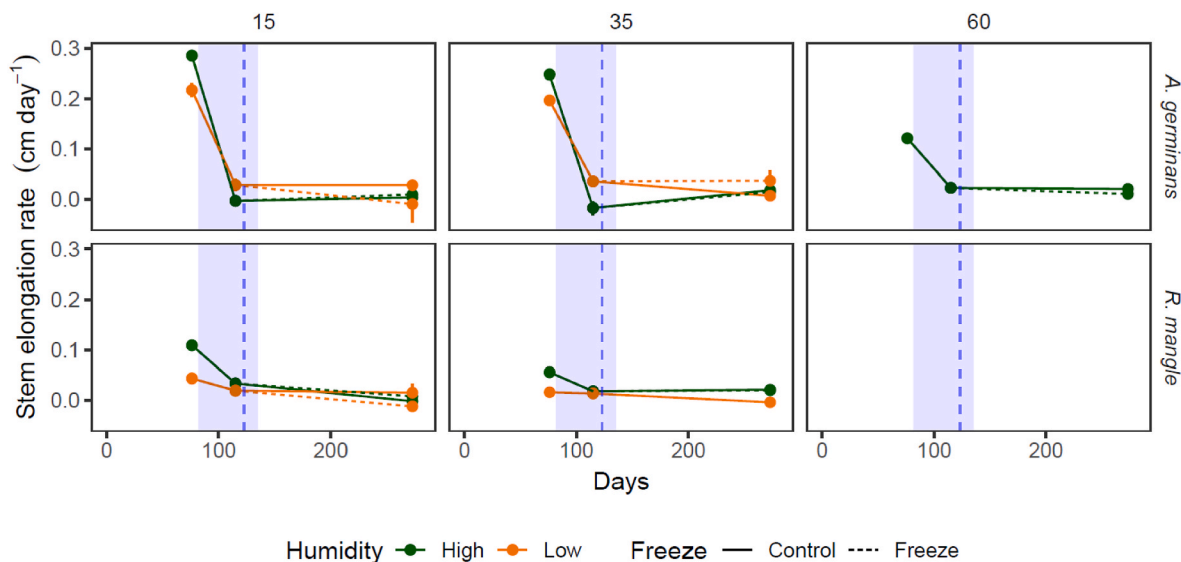 15 35 60
Stem elongation rate (cm day⁻¹)
0.3
0.2
0.1
0.0
A. germinans
0.3
0.2
0.1
0.0
R. mangle
0 100 200 0 100 200 0 100 200
Days
Humidity High Low Freeze Control Freeze